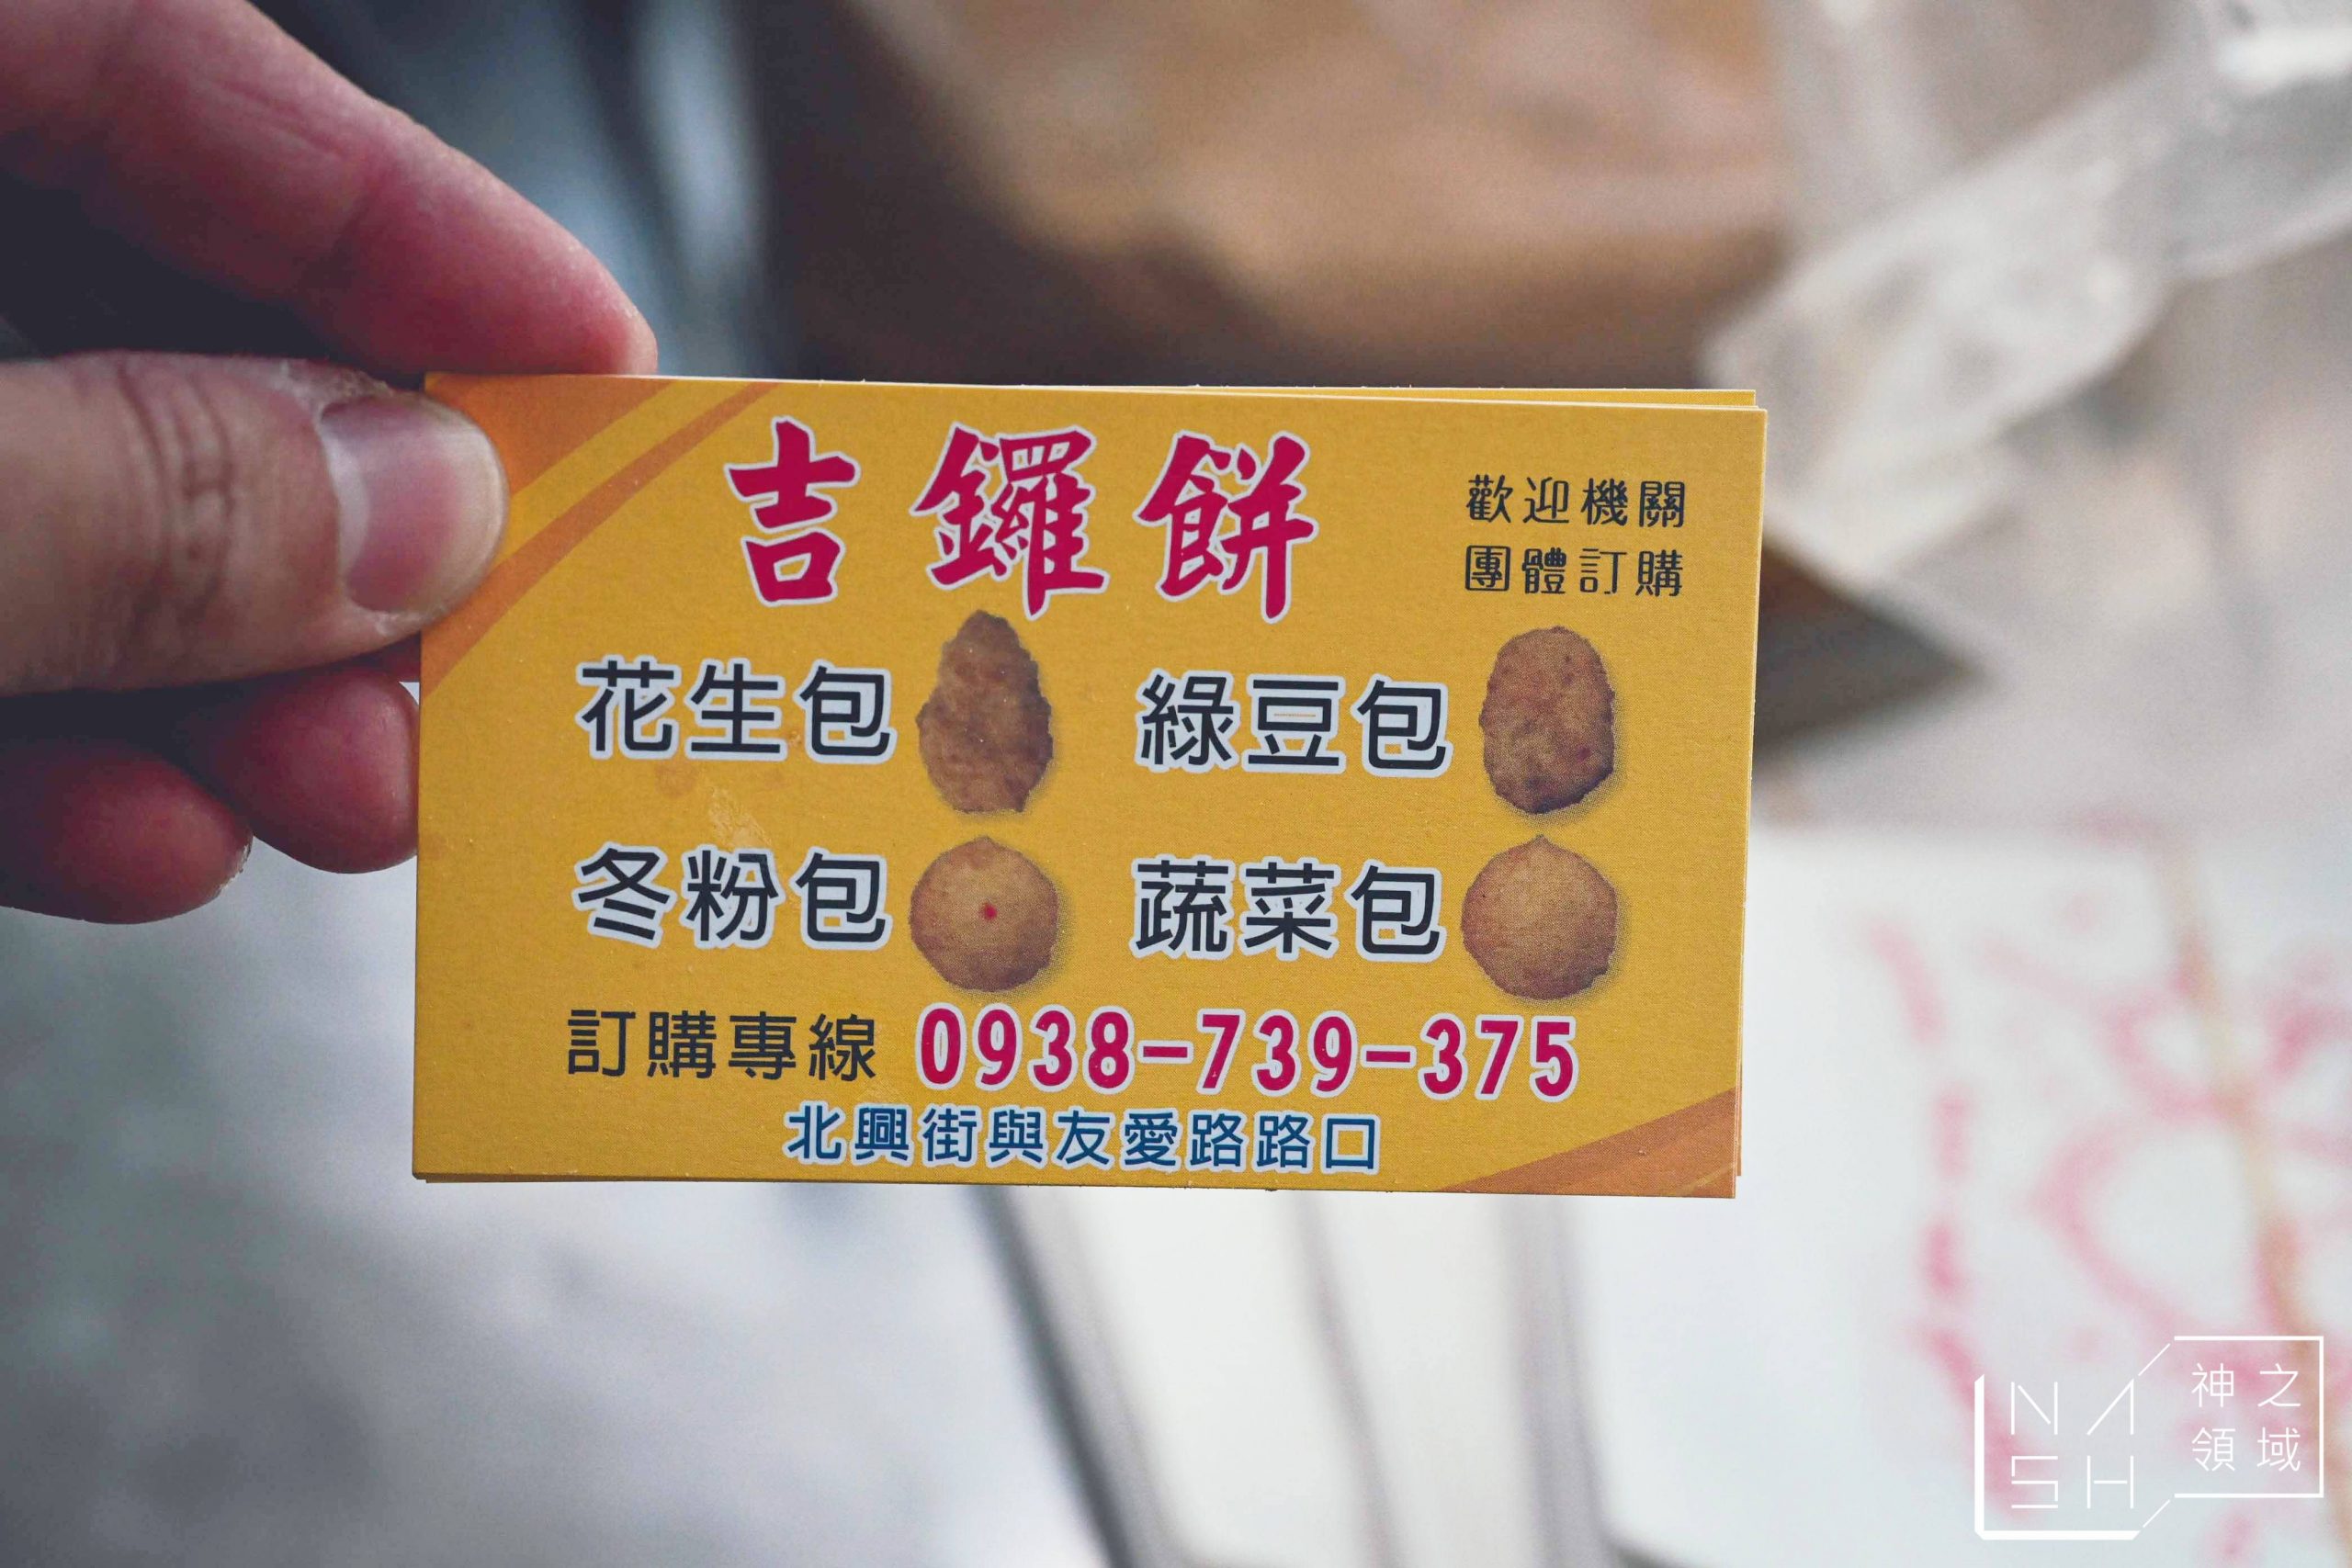 吉鑼餅
歡迎機關
團體訂購
花生包
綠豆包
冬粉包
蔬菜包
訂購專線 0938-739-375
北興街與友愛路路口
NASH
神之
領域